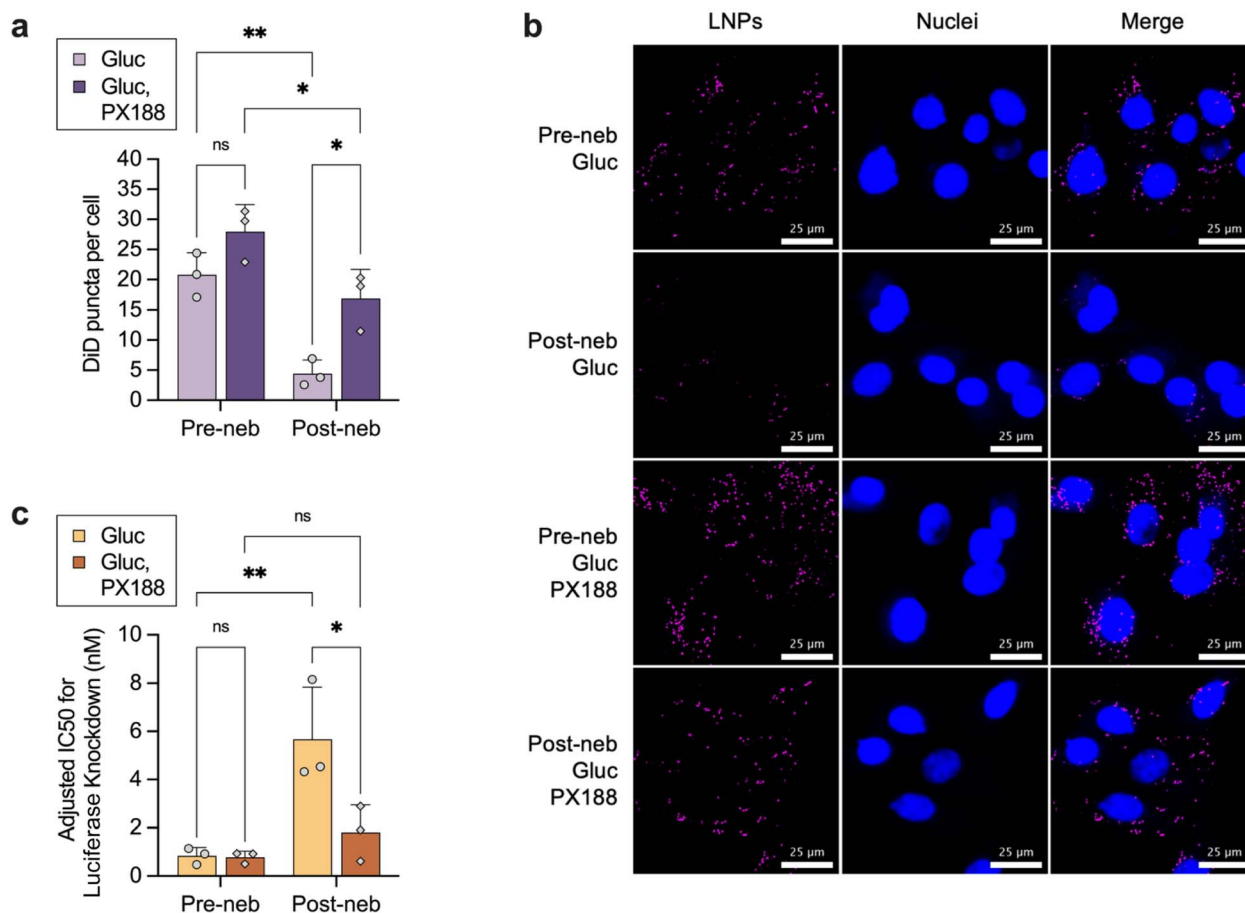 a
Gluc
Gluc,
PX188
**
*
ns
*
DiD puncta per cell
40
35
30
25
20
15
10
5
0
Pre-neb
Post-neb
b
LNPs
Nuclei
Merge
Pre-neb
Gluc
25 µm
25 µm
25 µm
Post-neb
Gluc
25 µm
25 µm
25 µm
Pre-neb
Gluc
PX188
25 µm
25 µm
25 µm
Post-neb
Gluc
PX188
25 µm
25 µm
25 µm
c
Gluc
Gluc,
PX188
ns
**
ns
*
Adjusted IC50 for
Luciferase Knockdown (nM)
10
8
6
4
2
0
Pre-neb
Post-neb